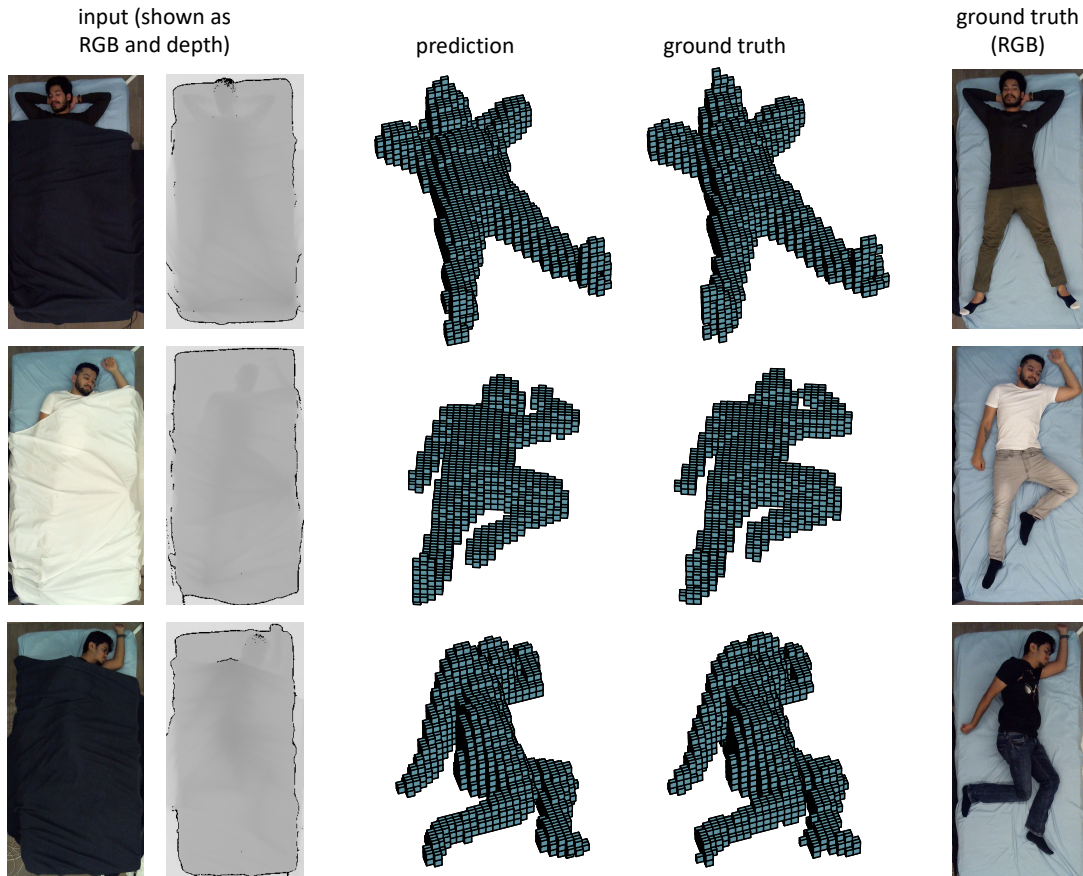 input (shown as
RGB and depth)
prediction
ground truth
ground truth
(RGB)